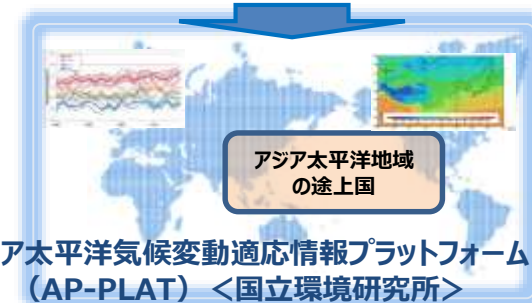 アジア太平洋地域
の途上国
ア太平洋気候変動適応情報プラットフォーム
（AP-PLAT）＜国立環境研究所＞